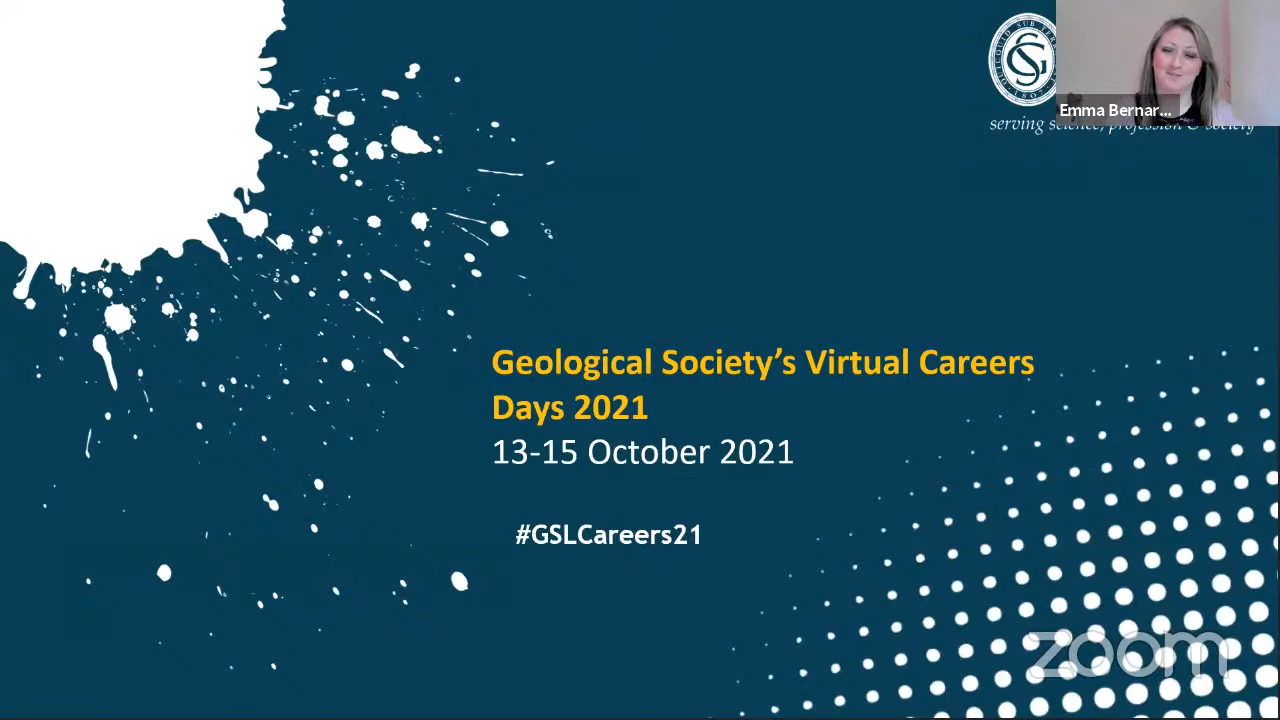 Emma Bernar...
serving science, profession & society
Geological Society's Virtual Careers
Days 2021
13-15 October 2021
#GSLCareers21
zoom